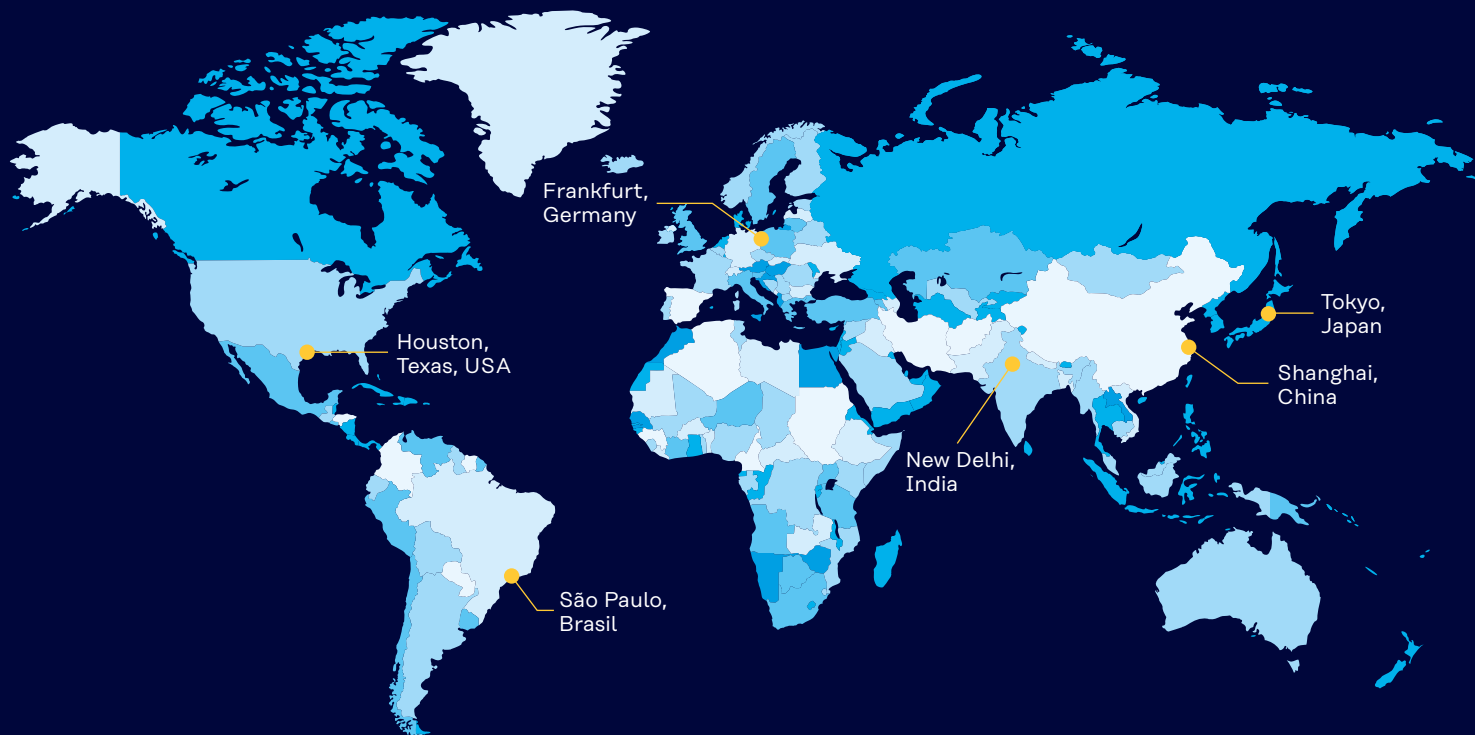 Frankfurt,
Germany
Houston,
Texas, USA
Tokyo,
Japan
Shanghai,
China
New Delhi,
India
São Paulo,
Brasil